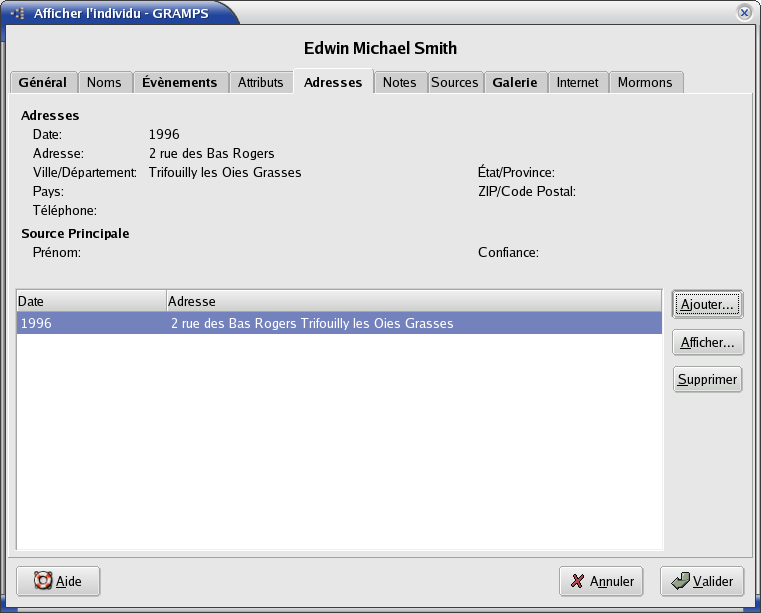 Afficher l'individu - GRAMPS
Edwin Michael Smith
Général Noms Évènements Attributs Adresses Notes Sources Galerie Internet Mormons
Adresses
Date: 1996
Adresse: 2 rue des Bas Rogers
Ville/Département: Trifouilly les Oies Grasses État/Province:
Pays: ZIP/Code Postal:
Téléphone:
Source Principale
Prénom: Confiance:
Date Adresse
1996 2 rue des Bas Rogers Trifouilly les Oies Grasses
Ajouter...
Afficher...
Supprimer
Aide Annuler Valider